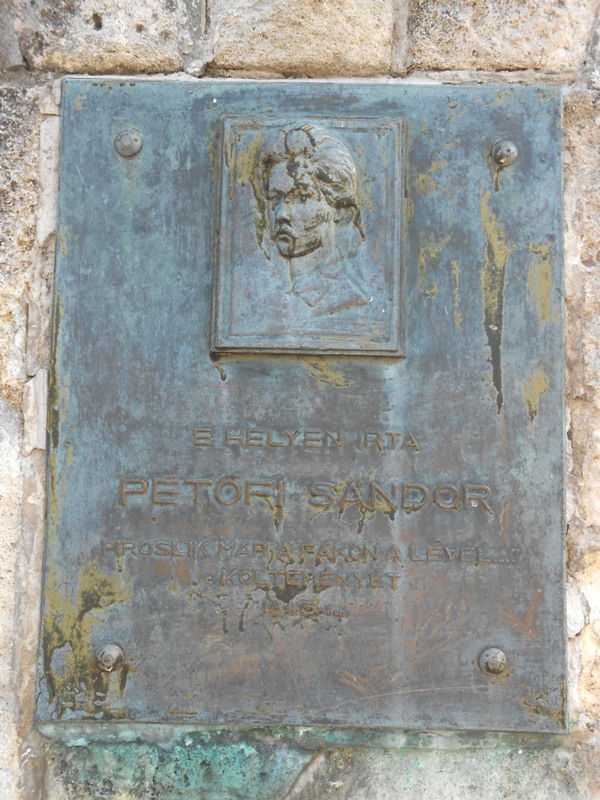 E HELYEN IRTA
PETŐFI SÁNDOR
PIROSLIK MÁR A FÁKON A LEVÉL...."
KÖLTEMÉNYÉT